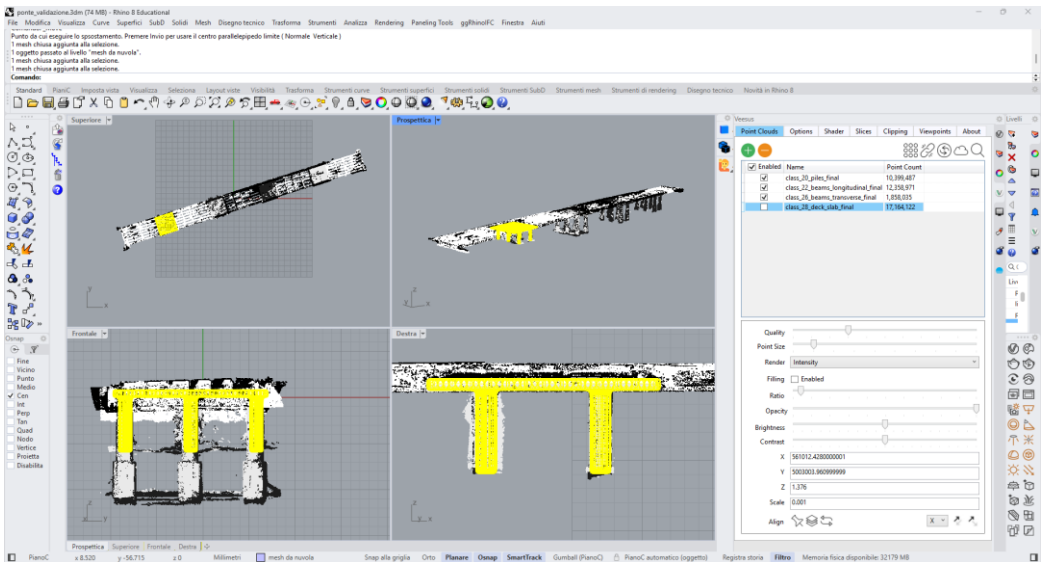 ponte_validazione.3dm (74 MB) - Rhino 8 Educational
File Modifica Visualizza Curve Superfici SubD Solidi Mesh Disegno tecnico Trasforma Strumenti Analizza Rendering Paneling Tools ggRhinoIFC Finestra Aiuti
Punto da cui eseguire lo spostamento. Premere Invio per usare il centro parallelepipedo limite ( Normale Verticale )
1 mesh chiusa aggiunta alla selezione.
1 oggetto passato al livello "mesh da nuvola".
1 mesh chiusa aggiunta alla selezione.
1 mesh chiusa aggiunta alla selezione.
Comando:
Standard PianiC Imposta vista Visualizza Seleziona Layout viste Visibilità Trasforma Strumenti curve Strumenti superfici Strumenti solidi Strumenti SubD Strumenti mesh Strumenti di rendering Disegno tecnico Novità in Rhino 8
Superiore
Prospettica
Veesus
Livelli
Point Clouds Options Shader Slices Clipping Viewpoints About
Enabled Name Point Count
class_20_piles_final 10,399,487
class_22_beams_longitudinal_final 12,358,971
class_26_beams_transverse_final 1,858,035
class_28_deck_slab_final 17,164,122
y
x
z
x
Frontale
Destra
Osnap
Fine
Vicino
Punto
Medio
Cen
Int
Perp
Tan
Quad
Nodo
Vertice
Proietta
Disabilita
Quality
Point Size
Render Intensity
Filling Enabled
Ratio
Opacity
Brightness
Contrast
X 561012.4280000001
Y 5003003.960999999
Z 1.376
Scale 0.001
Align X
Prospettica Superiore Frontale Destra
PianoC x 8.520 y -56.715 z 0 Millimetri mesh da nuvola Snap alla griglia Orto Planare Osnap SmartTrack Gumball (PianoC) PianoC automatico (oggetto) Registra storia Filtro Memoria fisica disponibile: 32179 MB